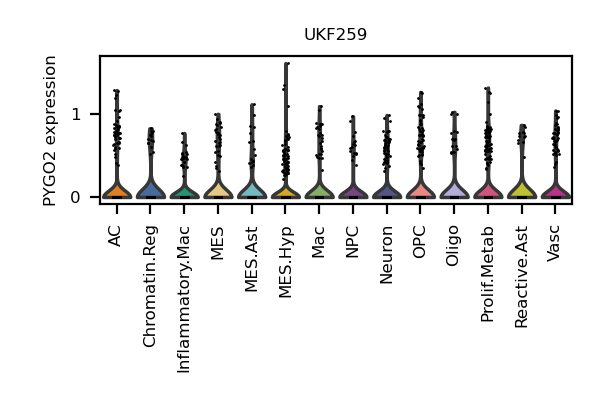 UKF259
PYGO2 expression
1
0
AC
Chromatin.Reg
Inflammatory.Mac
MES
MES.Ast
MES.Hyp
Mac
NPC
Neuron
OPC
Oligo
Prolif.Metab
Reactive.Ast
Vasc